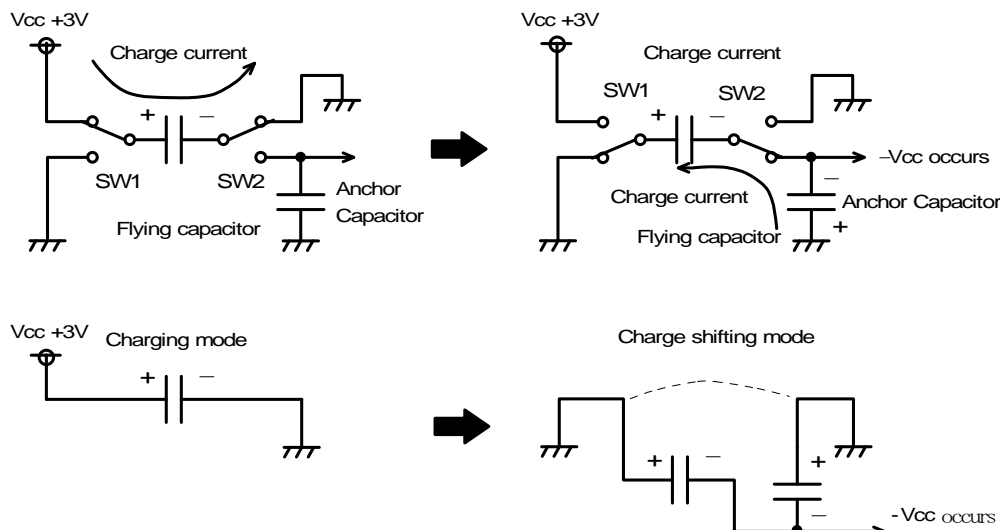 Vcc +3V
Charge current
+ −
SW1
SW2
Flying capacitor
Anchor
Capacitor
Vcc +3V
Charge current
SW1
SW2
+ −
−Vcc occurs
−
Charge current
Anchor Capacitor
+
Flying capacitor
Vcc +3V
Charging mode
+ −
Charge shifting mode
+ −
+
−
-Vcc occurs